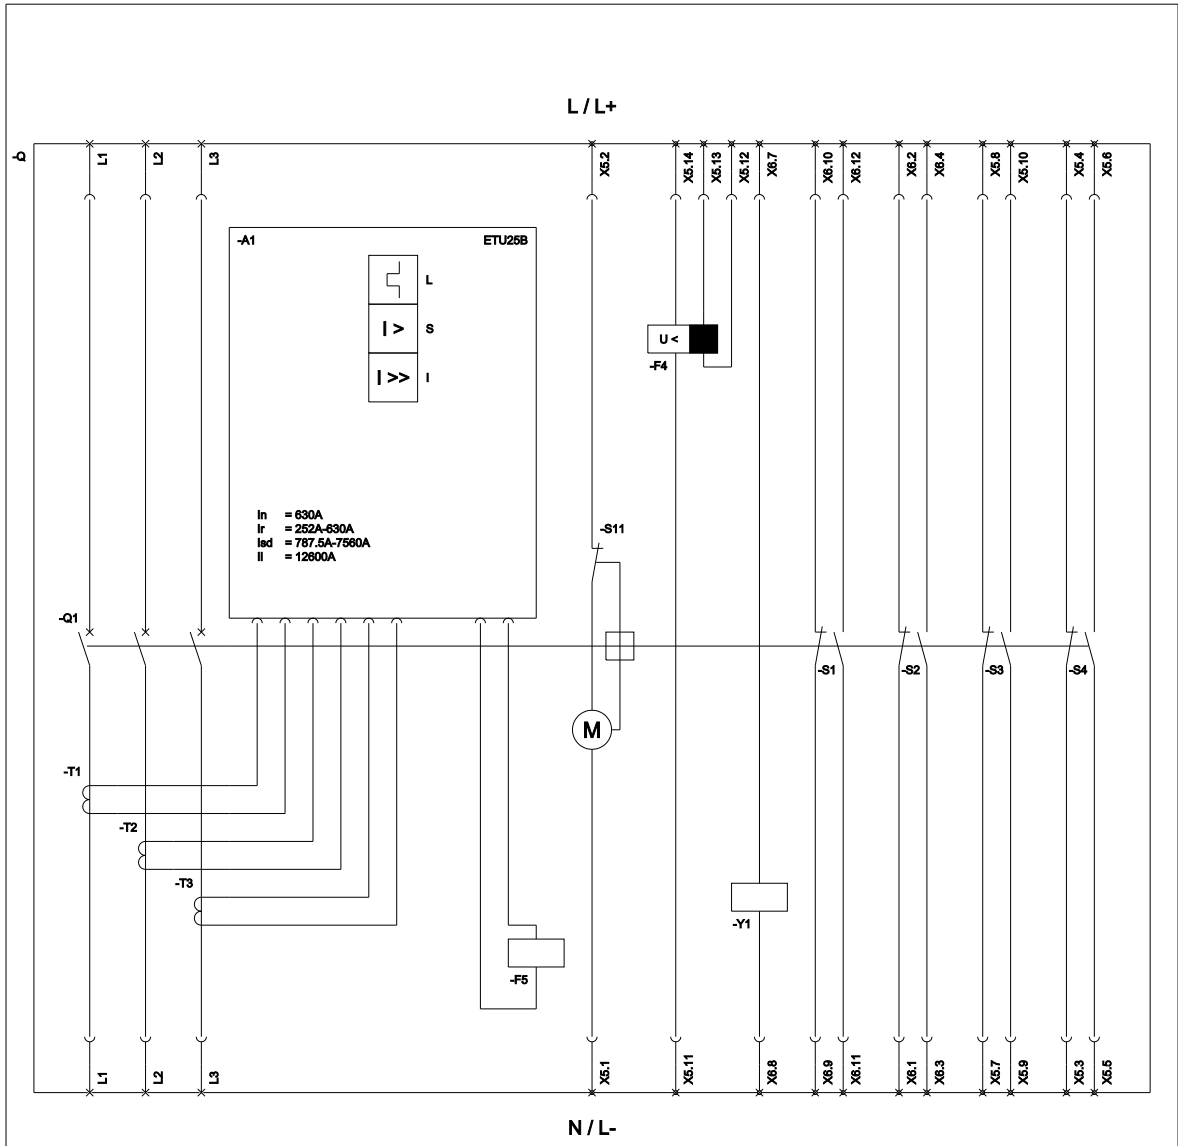 L / L+
-Q
L1
L2
L3
X5.2
X5.14
X5.13
X5.12
X6.7
X6.10
X6.12
X6.2
X6.4
X5.8
X5.10
X5.4
X5.6
-A1
ETU25B
L
I >
S
I >>
I
U <
-F4
In = 630A
Ir = 252A-630A
Isd = 787.5A-7560A
Ii = 12600A
-S11
-Q1
-S1
-S2
-S3
-S4
M
-T1
-T2
-T3
-Y1
-F5
L1
L2
L3
X5.1
X5.11
X6.8
X6.9
X6.11
X6.1
X6.3
X5.7
X5.9
X5.3
X5.5
N / L-